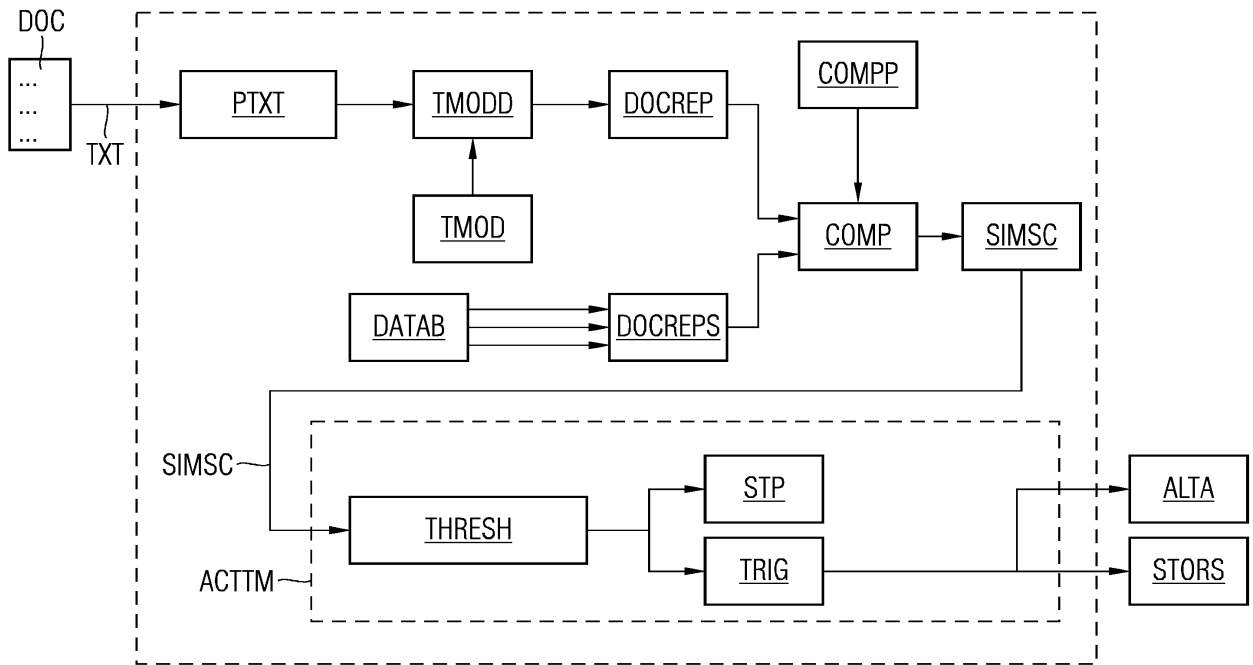 DOC
...
...
...
TXT
PTXT
TMODD
DOCREP
COMPP
TMOD
COMP
SIMSC
DATAB
DOCREPS
SIMSC
ACTTM
THRESH
STP
TRIG
ALTA
STORS